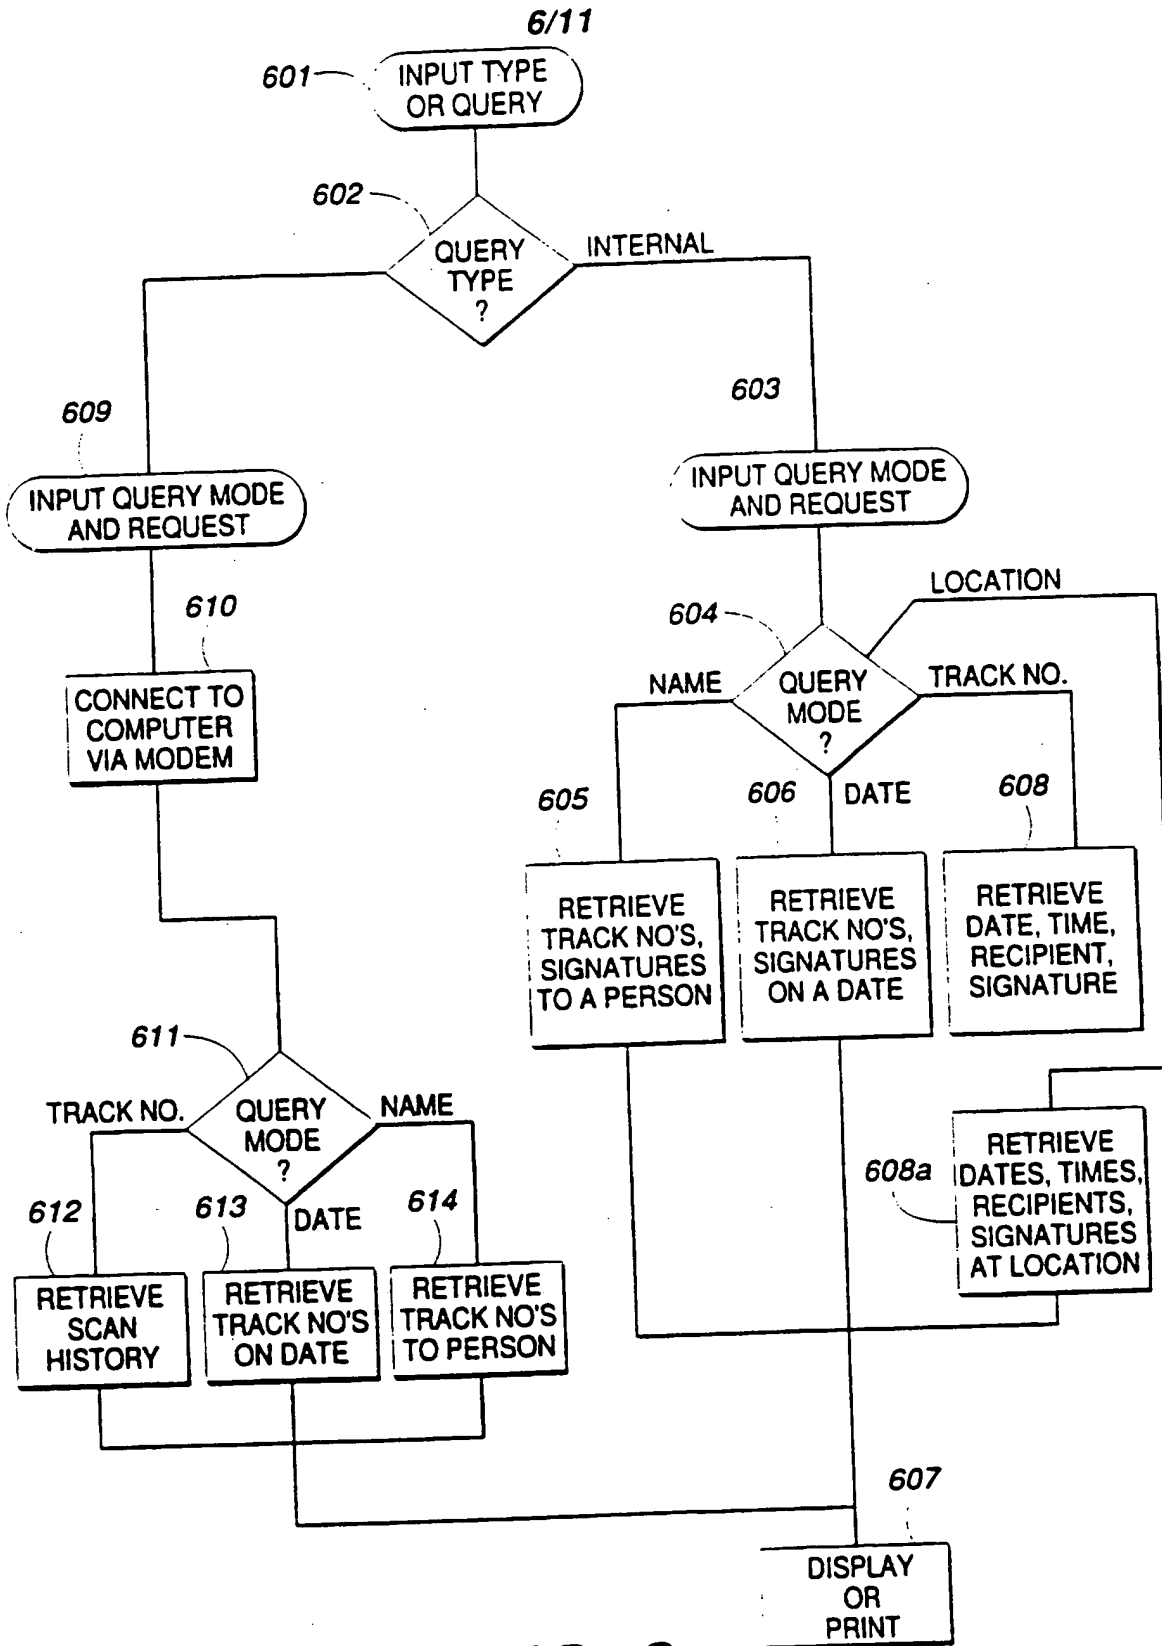 6/11
601
INPUT TYPE
OR QUERY
602
QUERY
TYPE
?
INTERNAL
609
603
INPUT QUERY MODE
AND REQUEST
INPUT QUERY MODE
AND REQUEST
610
CONNECT TO
COMPUTER
VIA MODEM
LOCATION
604
NAME
QUERY
MODE
?
TRACK NO.
DATE
605
606
608
RETRIEVE
TRACK NO'S,
SIGNATURES
TO A PERSON
RETRIEVE
TRACK NO'S,
SIGNATURES
ON A DATE
RETRIEVE
DATE, TIME,
RECIPIENT,
SIGNATURE
611
TRACK NO.
QUERY
MODE
?
NAME
DATE
608a
RETRIEVE
DATES, TIMES,
RECIPIENTS,
SIGNATURES
AT LOCATION
612
613
614
RETRIEVE
SCAN
HISTORY
RETRIEVE
TRACK NO'S
ON DATE
RETRIEVE
TRACK NO'S
TO PERSON
607
DISPLAY
OR
PRINT